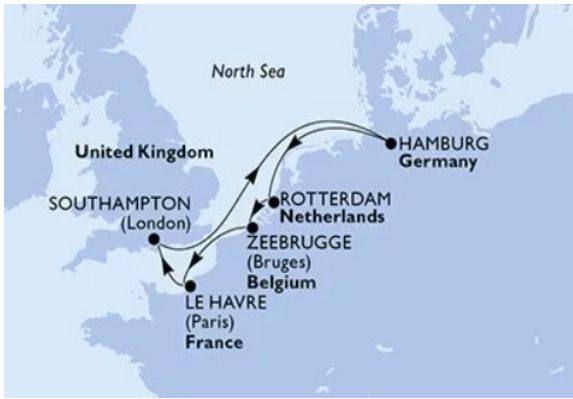 North Sea
HAMBURG
Germany
United Kingdom
SOUTHAMPTON
(London)
ROTTERDAM
Netherlands
ZEEBRUGGE
(Bruges)
Belgium
LE HAVRE
(Paris)
France